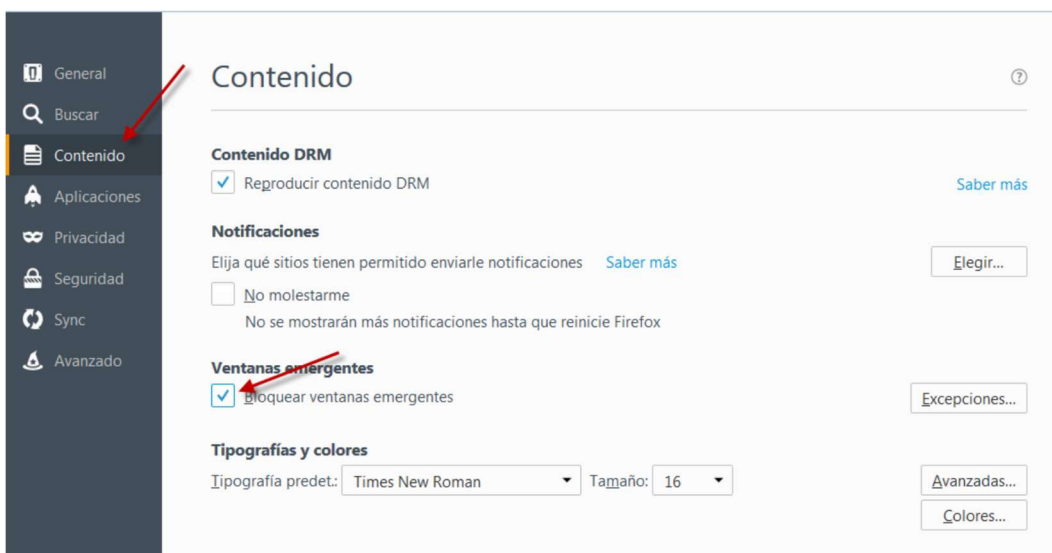 General
Buscar
Contenido
Aplicaciones
Privacidad
Seguridad
Sync
Avanzado
Contenido
?
Contenido DRM
Reproducir contenido DRM
Saber más
Notificaciones
Elija qué sitios tienen permitido enviarle notificaciones Saber más
Elegir...
No molestarme
No se mostrarán más notificaciones hasta que reinicie Firefox
Ventanas emergentes
Bloquear ventanas emergentes
Excepciones...
Tipografías y colores
Tipografía predet.: Times New Roman Tamaño: 16
Avanzadas...
Colores...